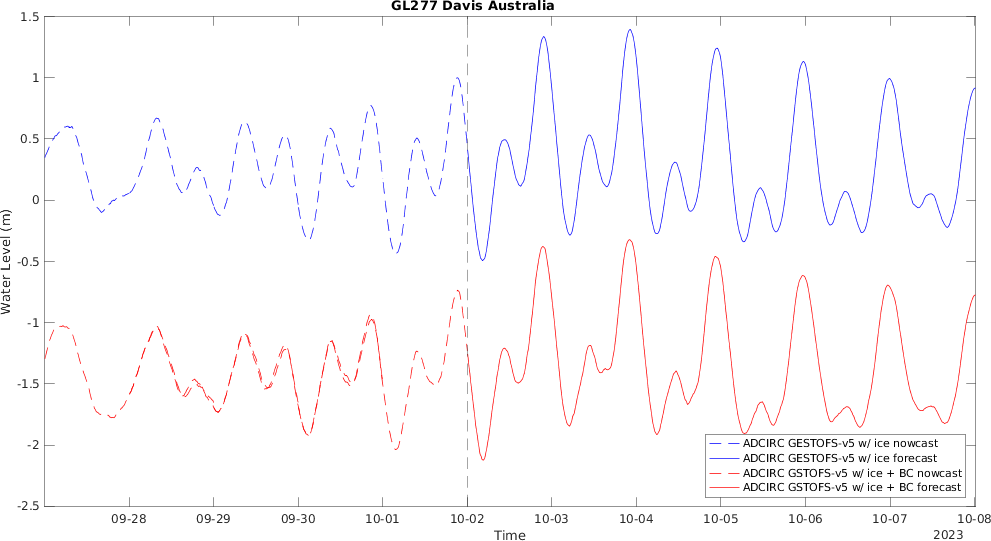 GL277 Davis Australia
1.5
1
0.5
0
-0.5
-1
-1.5
-2
-2.5
Water Level (m)
ADCIRC GESTOFS-v5 w/ ice nowcast
ADCIRC GESTOFS-v5 w/ ice forecast
ADCIRC GSTOFS-v5 w/ ice + BC nowcast
ADCIRC GSTOFS-v5 w/ ice + BC forecast
09-28 09-29 09-30 10-01 10-02 10-03 10-04 10-05 10-06 10-07 10-08
Time
2023